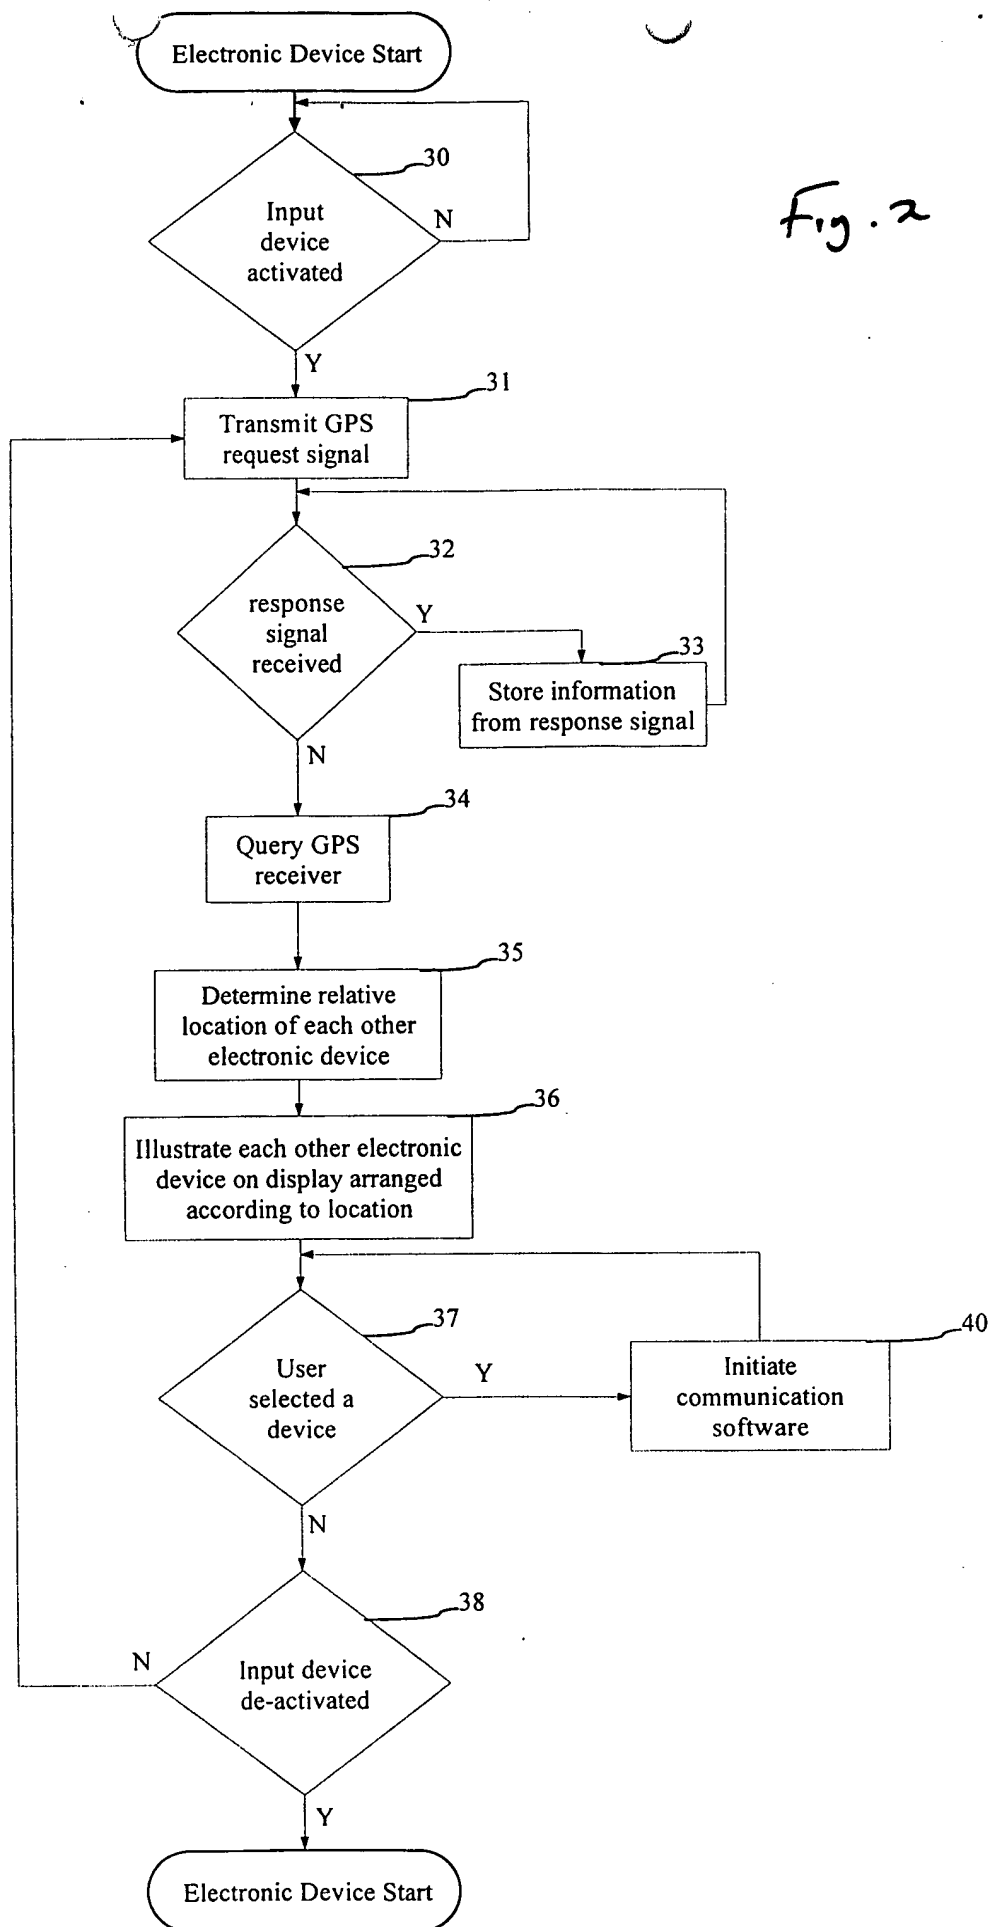 Electronic Device Start
30
Input
device
activated
N
Fig. 2
Y
31
Transmit GPS
request signal
32
response
signal
received
Y
33
Store information
from response signal
N
34
Query GPS
receiver
35
Determine relative
location of each other
electronic device
36
Illustrate each other electronic
device on display arranged
according to location
37
User
selected a
device
Y
40
Initiate
communication
software
N
38
Input device
de-activated
N
Y
Electronic Device Start